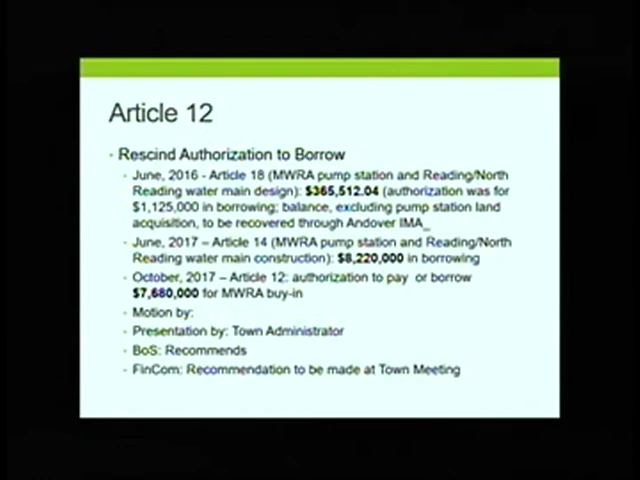 Article 12
Rescind Authorization to Borrow
June, 2016 - Article 18 (MWRA pump station and Reading/North
Reading water main design): $365,512.04 (authorization was for
$1,125,000 in borrowing; balance, excluding pump station land
acquisition, to be recovered through Andover IMA_
June, 2017 – Article 14 (MWRA pump station and Reading/North
Reading water main construction): $8,220,000 in borrowing
October, 2017 – Article 12: authorization to pay or borrow
$7,680,000 for MWRA buy-in
Motion by:
Presentation by: Town Administrator
BoS: Recommends
FinCom: Recommendation to be made at Town Meeting